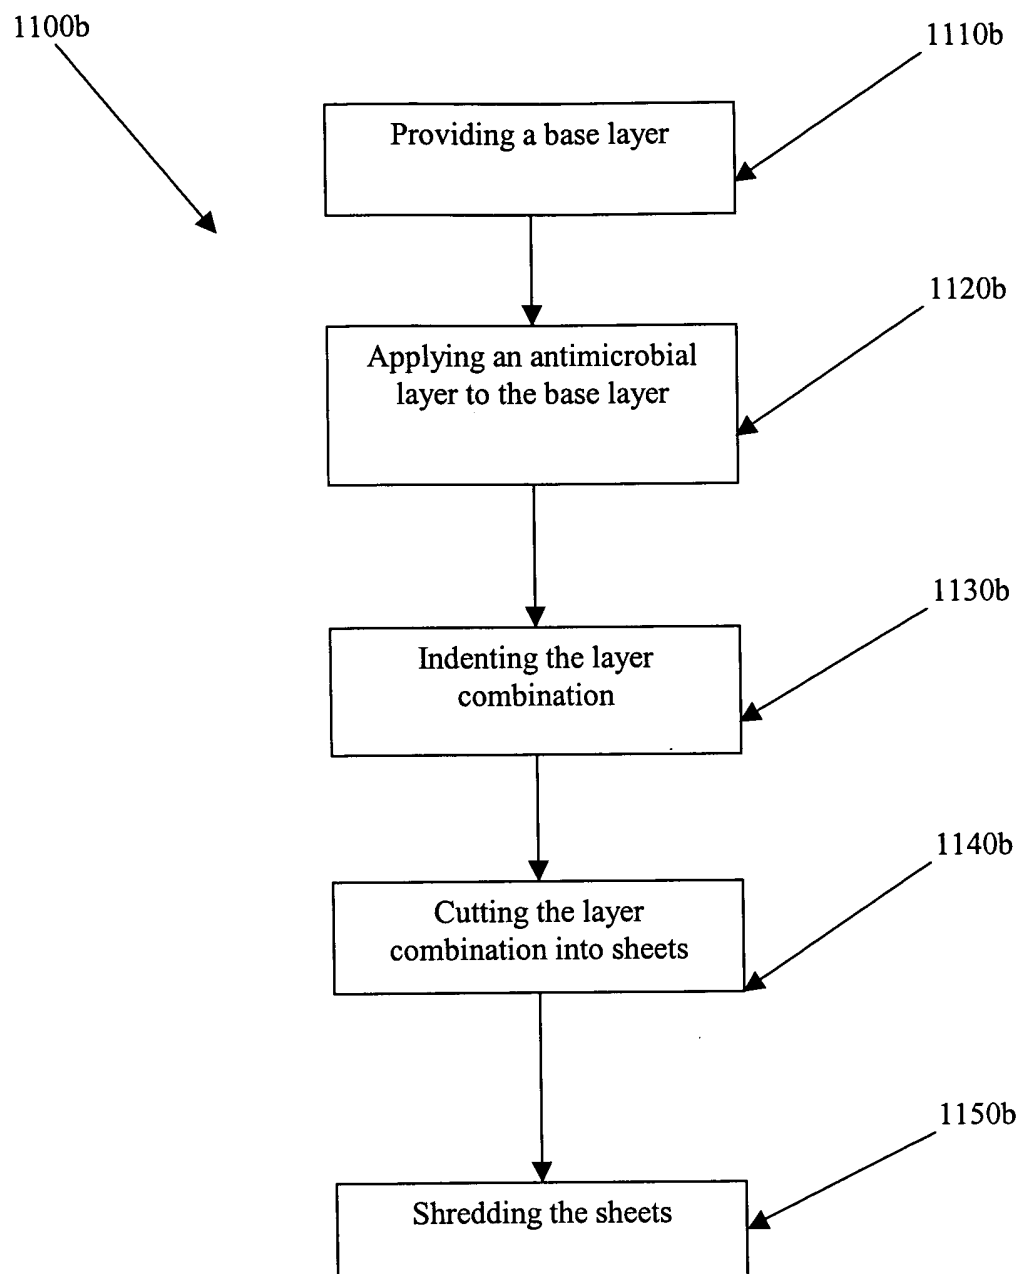 1100b
1110b
Providing a base layer
1120b
Applying an antimicrobial
layer to the base layer
1130b
Indenting the layer
combination
1140b
Cutting the layer
combination into sheets
1150b
Shredding the sheets